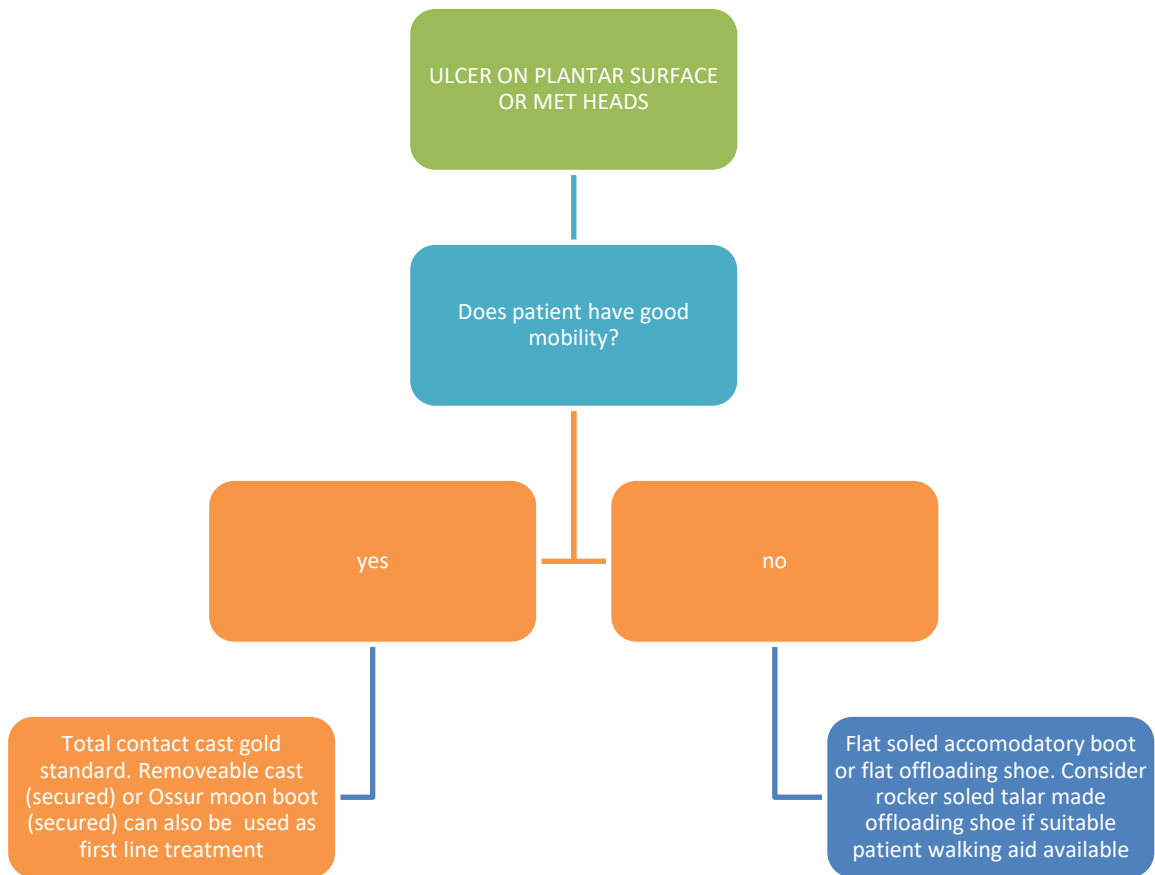 ULCER ON PLANTAR SURFACE
OR MET HEADS
Does patient have good
mobility?
yes
no
Total contact cast gold
standard. Removeable cast
(secured) or Ossur moon boot
(secured) can also be used as
first line treatment
Flat soled accomodatory boot
or flat offloading shoe. Consider
rocker soled talar made
offloading shoe if suitable
patient walking aid available